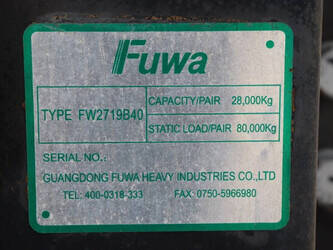 Fuwa
TYPE FW2719B40
CAPACITY/PAIR 28,000Kg
STATIC LOAD/PAIR 80,000Kg
SERIAL NO.:
GUANGDONG FUWA HEAVY INDUSTRIES CO.,LTD
TEL: 400-0318-333 FAX: 0750-5966980